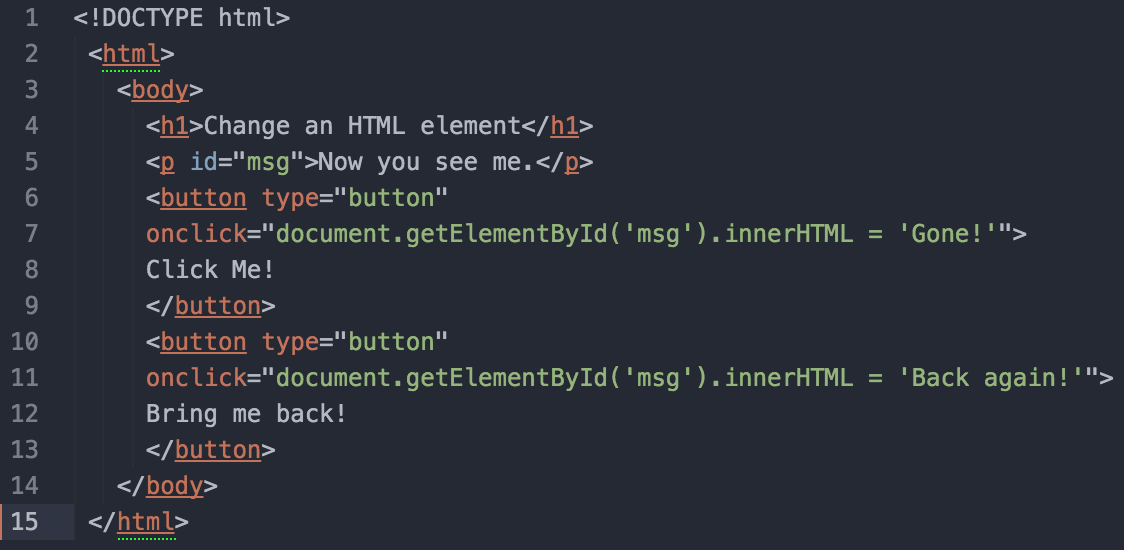 1 <!DOCTYPE html>
2 <html>
3 <body>
4 <h1>Change an HTML element</h1>
5 <p id="msg">Now you see me.</p>
6 <button type="button"
7 onclick="document.getElementById('msg').innerHTML = 'Gone!'">
8 Click Me!
9 </button>
10 <button type="button"
11 onclick="document.getElementById('msg').innerHTML = 'Back again!'">
12 Bring me back!
13 </button>
14 </body>
15 </html>